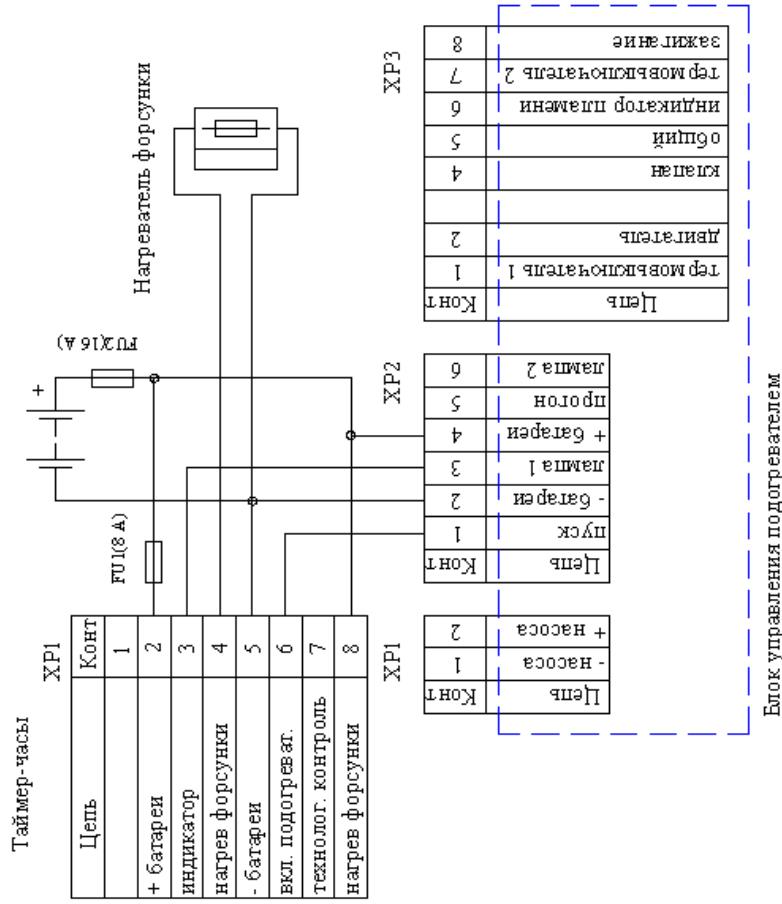 Таймер-часы
XP1
Цепь Конт
1
+ батареи 2
индикатор 3
нагрев форсунки 4
- батареи 5
вкл. подогреват. 6
технолог. контроль 7
нагрев форсунки 8
FU1(8 А)
+
FU2(16 А)
Нагреватель форсунки
XP1
Конт Цепь
1 - насоса
2 + насоса
XP2
Конт Цепь
1 пуск
2 - батареи
3 лампа 1
4 + батареи
5 прогон
6 лампа 2
XP3
Конт Цепь
1 термовыключатель 1
2 двигатель
4 клапан
5 общий
6 индикатор пламени
7 термовыключатель 2
8 зажигание
Блок управления подогревателем